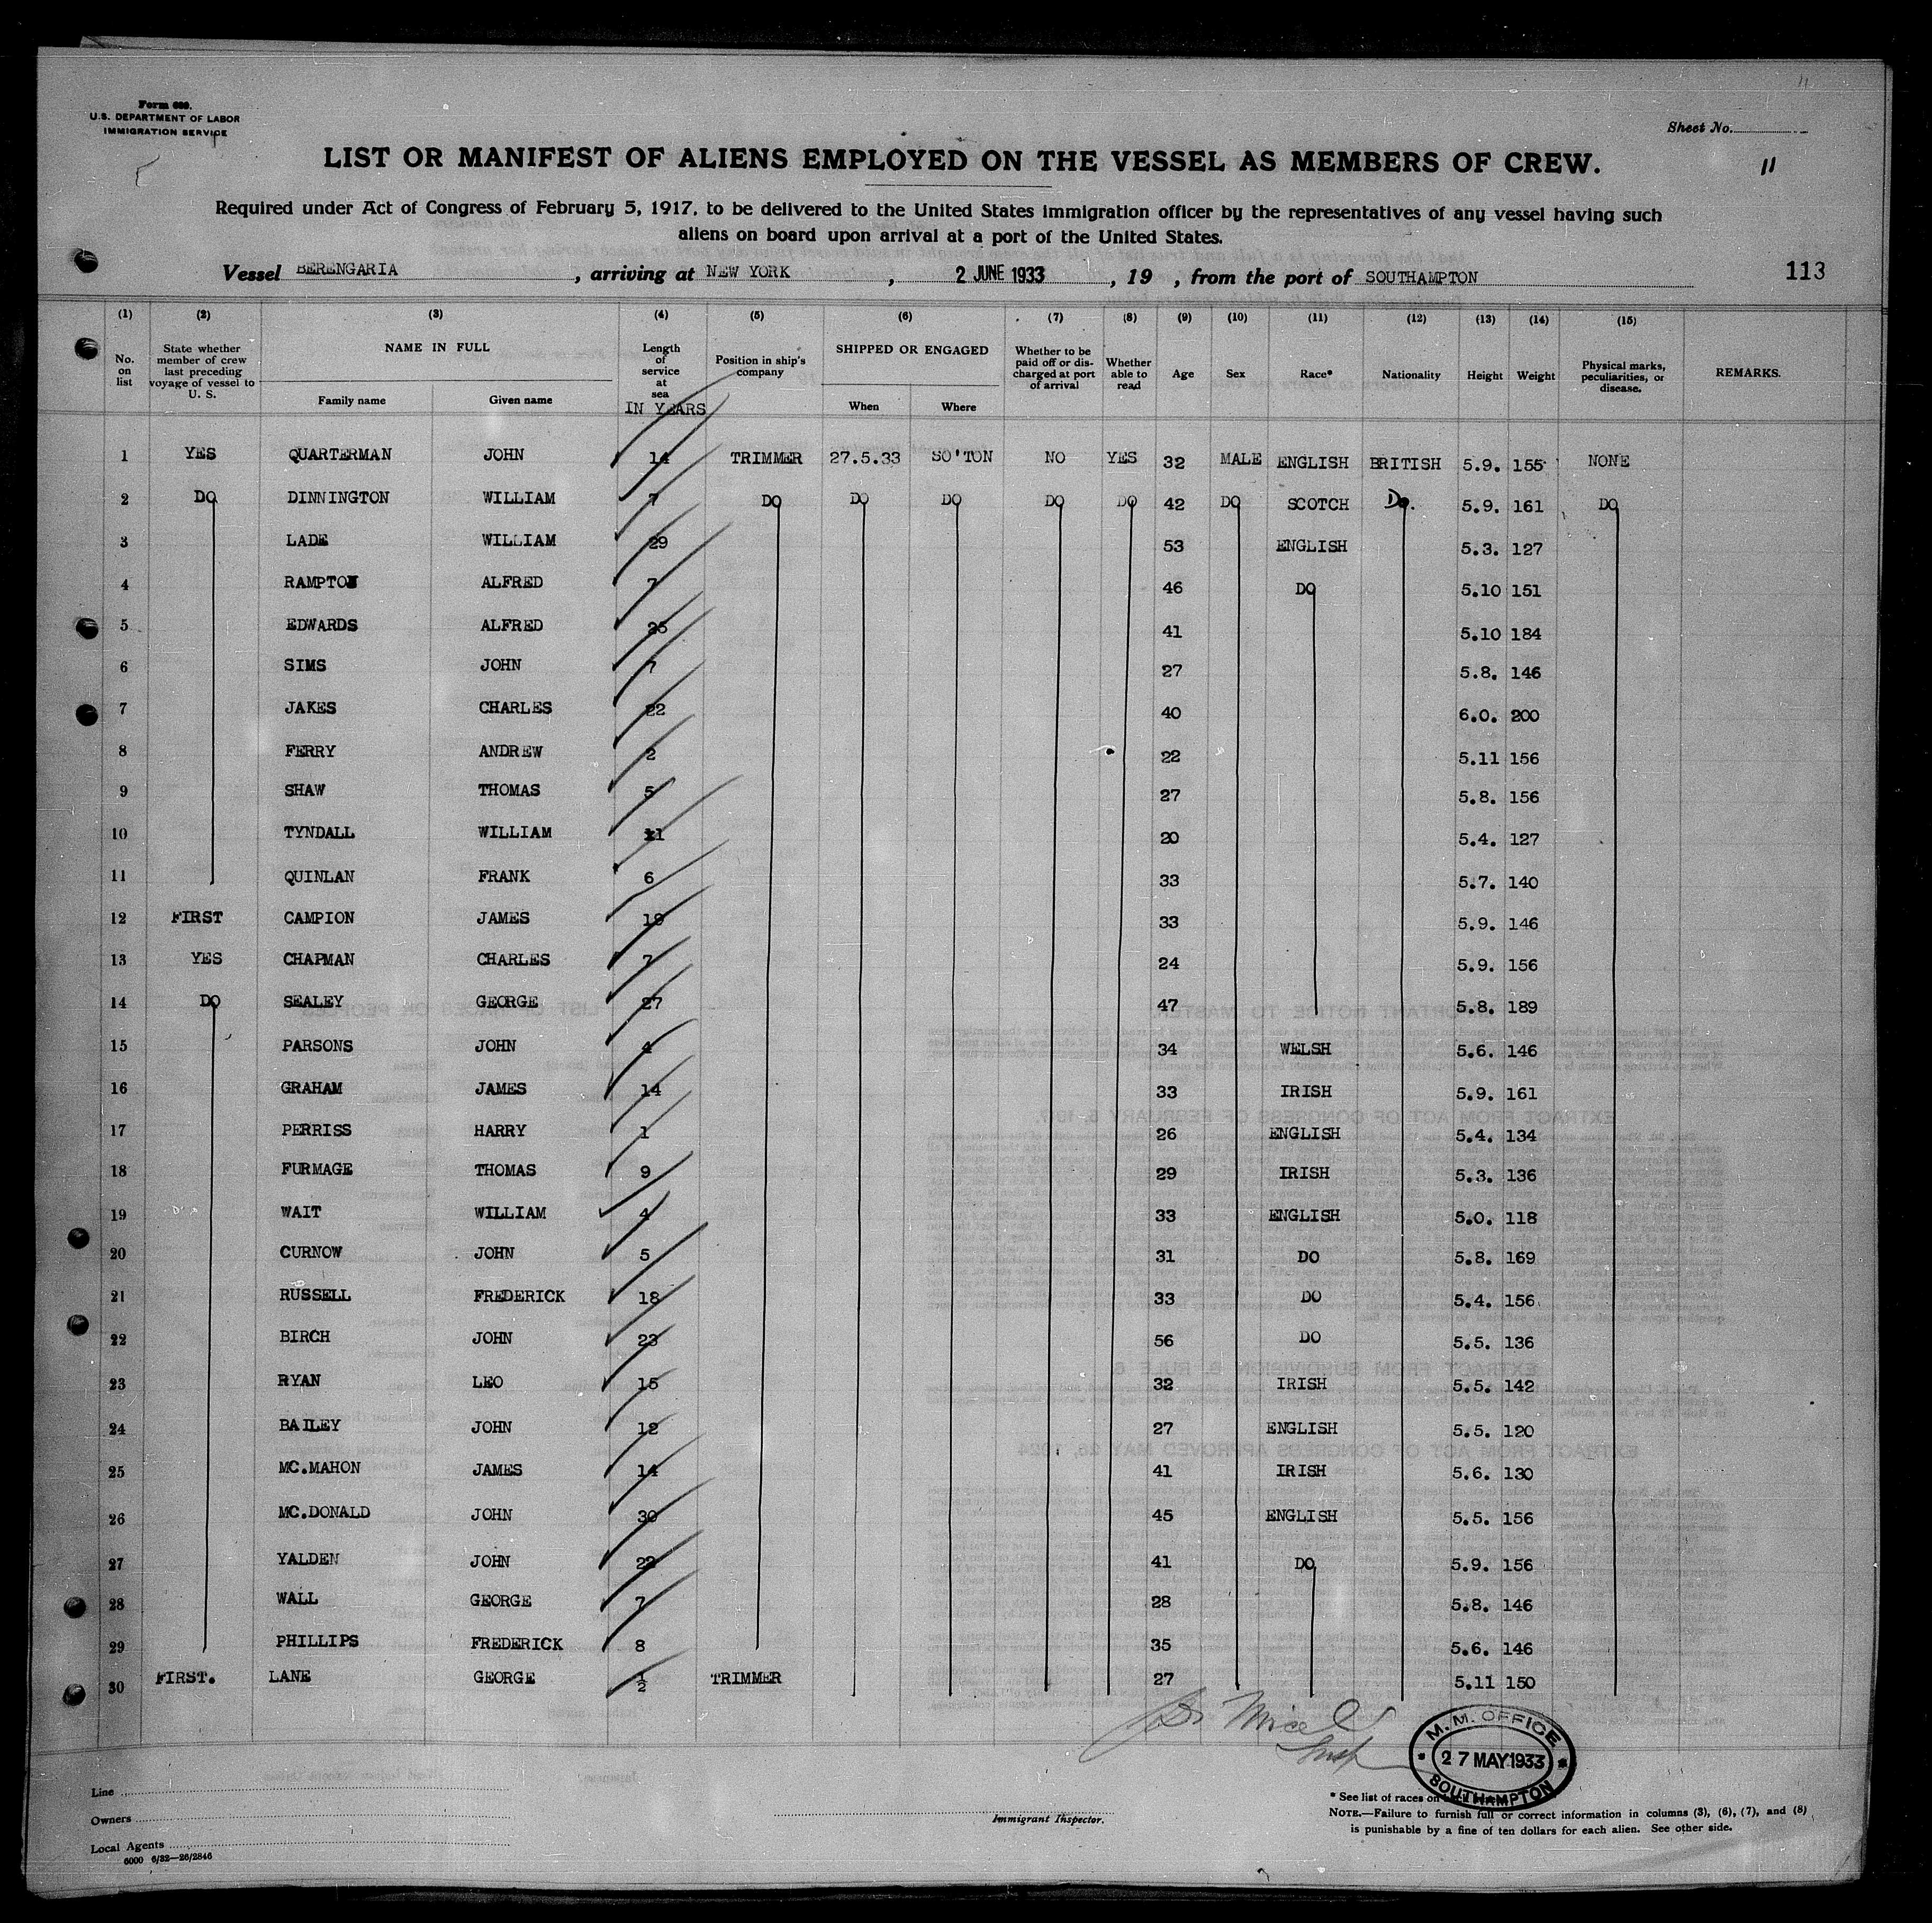 Form 689.
U.S. DEPARTMENT OF LABOR
IMMIGRATION SERVICE
Sheet No.
LIST OR MANIFEST OF ALIENS EMPLOYED ON THE VESSEL AS MEMBERS OF CREW.
11
Required under Act of Congress of February 5, 1917, to be delivered to the United States immigration officer by the representatives of any vessel having such
aliens on board upon arrival at a port of the United States.
Vessel BERENGARIA, arriving at NEW YORK, 2 JUNE 1933, 19 , from the port of SOUTHAMPTON
113
(1) (2) (3) (4) (5) (6) (7) (8) (9) (10) (11) (12) (13) (14) (15)
No. on list
State whether member of crew last preceding voyage of vessel to U. S.
NAME IN FULL
Family name Given name
Length of service at sea
IN YEARS
Position in ship's company
SHIPPED OR ENGAGED
When Where
Whether to be paid off or discharged at port of arrival
Whether able to read
Age Sex Race* Nationality Height Weight
Physical marks, peculiarities, or disease.
REMARKS.
1 YES QUARTERMAN JOHN 14 TRIMMER 27.5.33 SO'TON NO YES 32 MALE ENGLISH BRITISH 5.9. 155 NONE
2 DO DINNINGTON WILLIAM 7 DO DO DO DO DO 42 DO SCOTCH Do. 5.9. 161 DO
3 LADE WILLIAM 29 53 ENGLISH 5.3. 127
4 RAMPTON ALFRED 7 46 DO 5.10 151
5 EDWARDS ALFRED 25 41 5.10 184
6 SIMS JOHN 7 27 5.8. 146
7 JAKES CHARLES 22 40 6.0. 200
8 FERRY ANDREW 2 22 5.11 156
9 SHAW THOMAS 5 27 5.8. 156
10 TYNDALL WILLIAM 20 5.4. 127
11 QUINLAN FRANK 6 33 5.7. 140
12 FIRST CAMPION JAMES 19 33 5.9. 146
13 YES CHAPMAN CHARLES 7 24 5.9. 156
14 DO SEALEY GEORGE 27 47 5.8. 189
15 PARSONS JOHN 4 34 WELSH 5.6. 146
16 GRAHAM JAMES 14 33 IRISH 5.9. 161
17 PERRISS HARRY 1 26 ENGLISH 5.4. 134
18 FURMAGE THOMAS 9 29 IRISH 5.3. 136
19 WAIT WILLIAM 4 33 ENGLISH 5.0. 118
20 CURNOW JOHN 5 31 DO 5.8. 169
21 RUSSELL FREDERICK 18 33 DO 5.4. 156
22 BIRCH JOHN 23 56 DO 5.5. 136
23 RYAN LEO 15 32 IRISH 5.5. 142
24 BAILEY JOHN 12 27 ENGLISH 5.5. 120
25 MC.MAHON JAMES 14 41 IRISH 5.6. 130
26 MC.DONALD JOHN 30 45 ENGLISH 5.5. 156
27 YALDEN JOHN 22 41 DO 5.9. 156
28 WALL GEORGE 7 28 5.8. 146
29 PHILLIPS FREDERICK 8 35 5.6. 146
30 FIRST. LANE GEORGE 1/2 TRIMMER 27 5.11 150
M. M. OFFICE
27 MAY 1933
SOUTHAMPTON
Line
Owners
Local Agents
6000 6/32—26/2846
Immigrant Inspector.
* See list of races on
NOTE.—Failure to furnish full or correct information in columns (3), (6), (7), and (8)
is punishable by a fine of ten dollars for each alien. See other side.